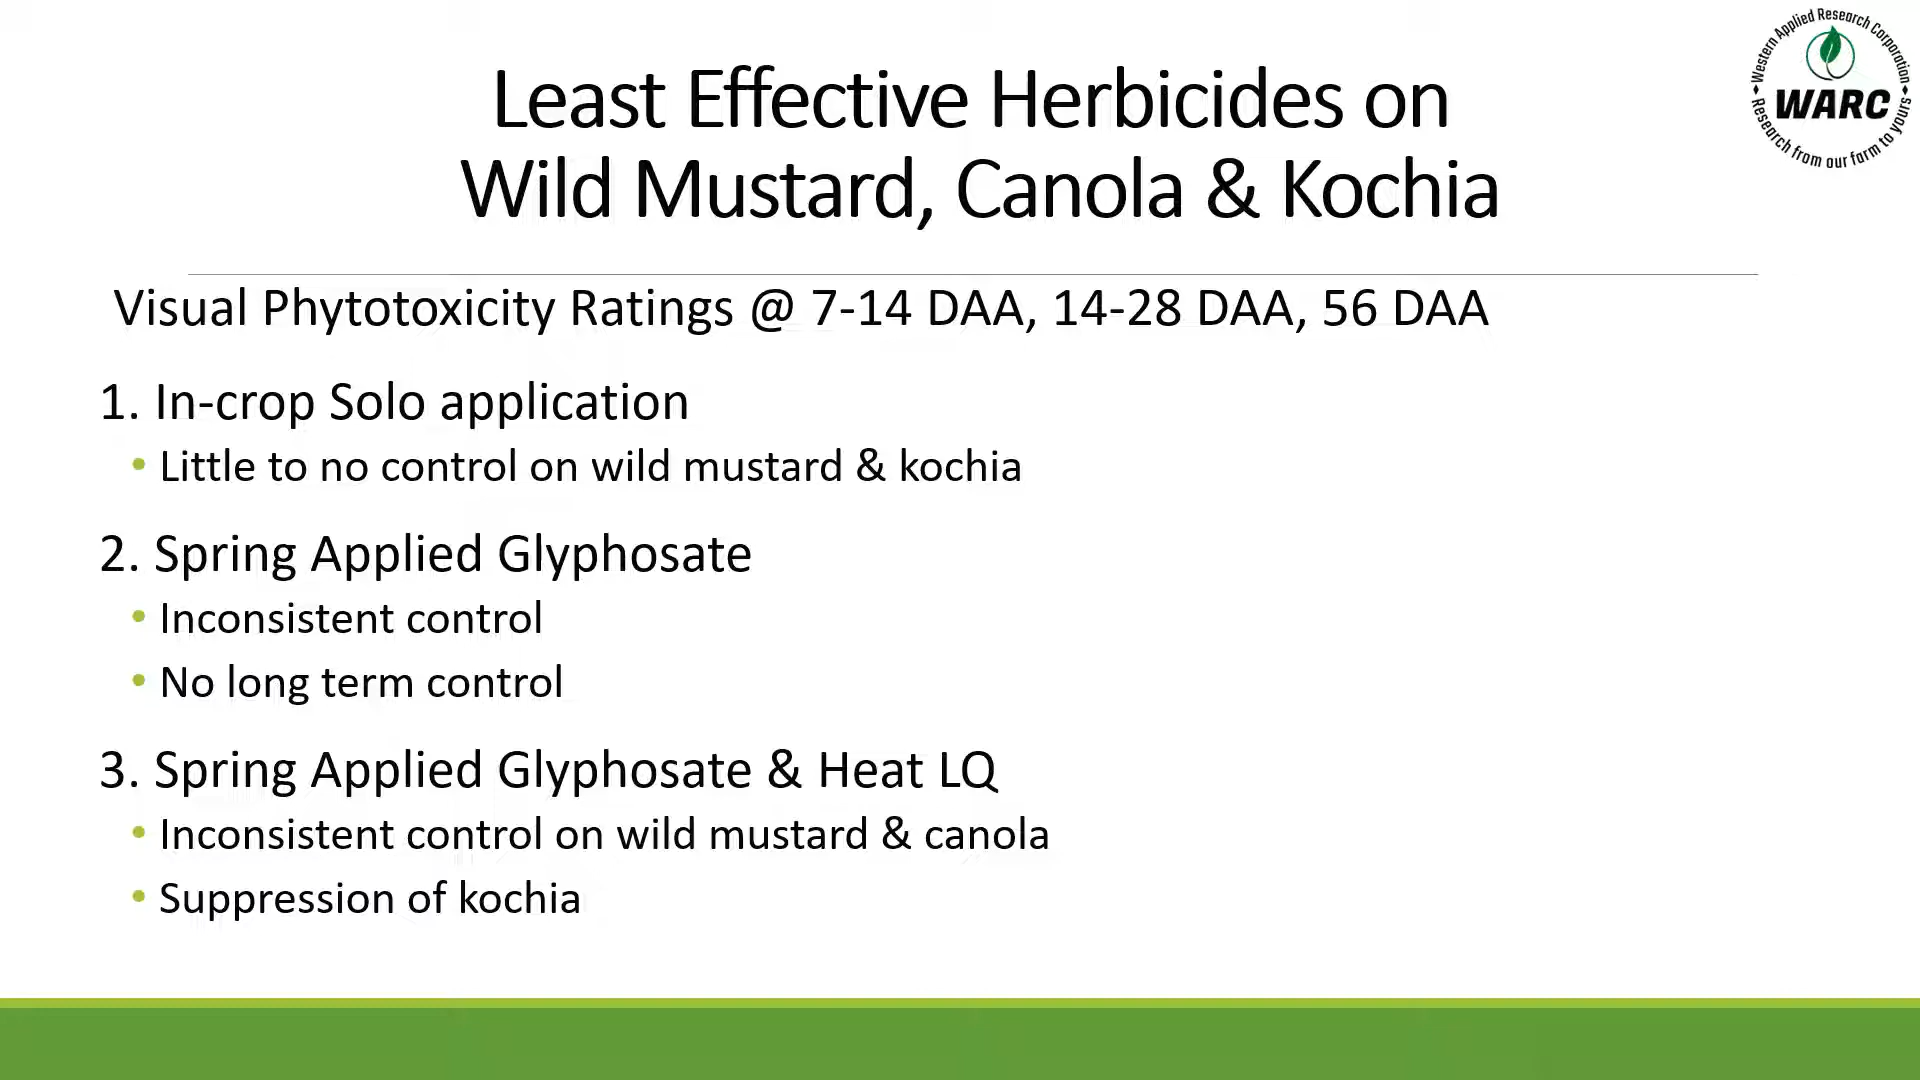 Least Effective Herbicides on
Wild Mustard, Canola & Kochia
Western Applied Research Corporation
WARC
Research from our farm to yours
Visual Phytotoxicity Ratings @ 7-14 DAA, 14-28 DAA, 56 DAA
1. In-crop Solo application
• Little to no control on wild mustard & kochia
2. Spring Applied Glyphosate
• Inconsistent control
• No long term control
3. Spring Applied Glyphosate & Heat LQ
• Inconsistent control on wild mustard & canola
• Suppression of kochia